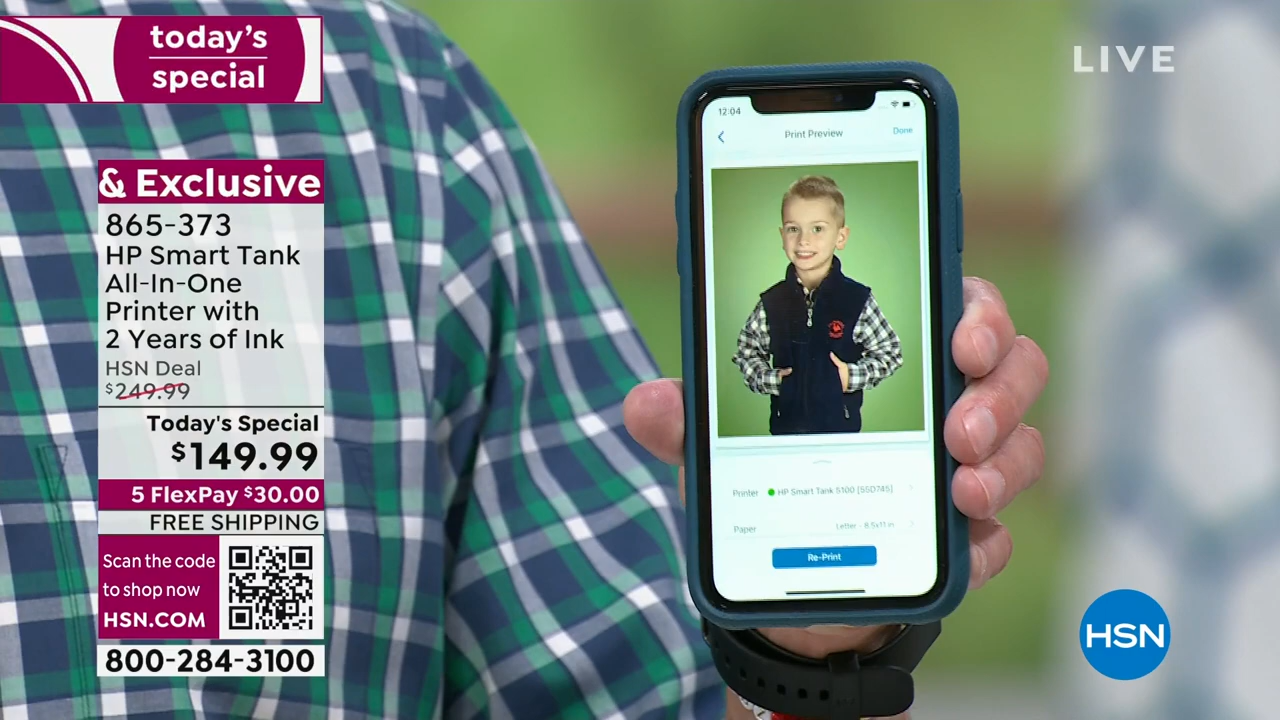 today's
special
LIVE
& Exclusive
865-373
HP Smart Tank
All-In-One
Printer with
2 Years of Ink
HSN Deal
$249.99
Today's Special
$149.99
5 FlexPay $30.00
FREE SHIPPING
Scan the code
to shop now
HSN.COM
800-284-3100
12:04
Print Preview
Done
Printer HP Smart Tank 5100 [55D745]
Paper Letter - 8.5x11 in
Re-Print
HSN